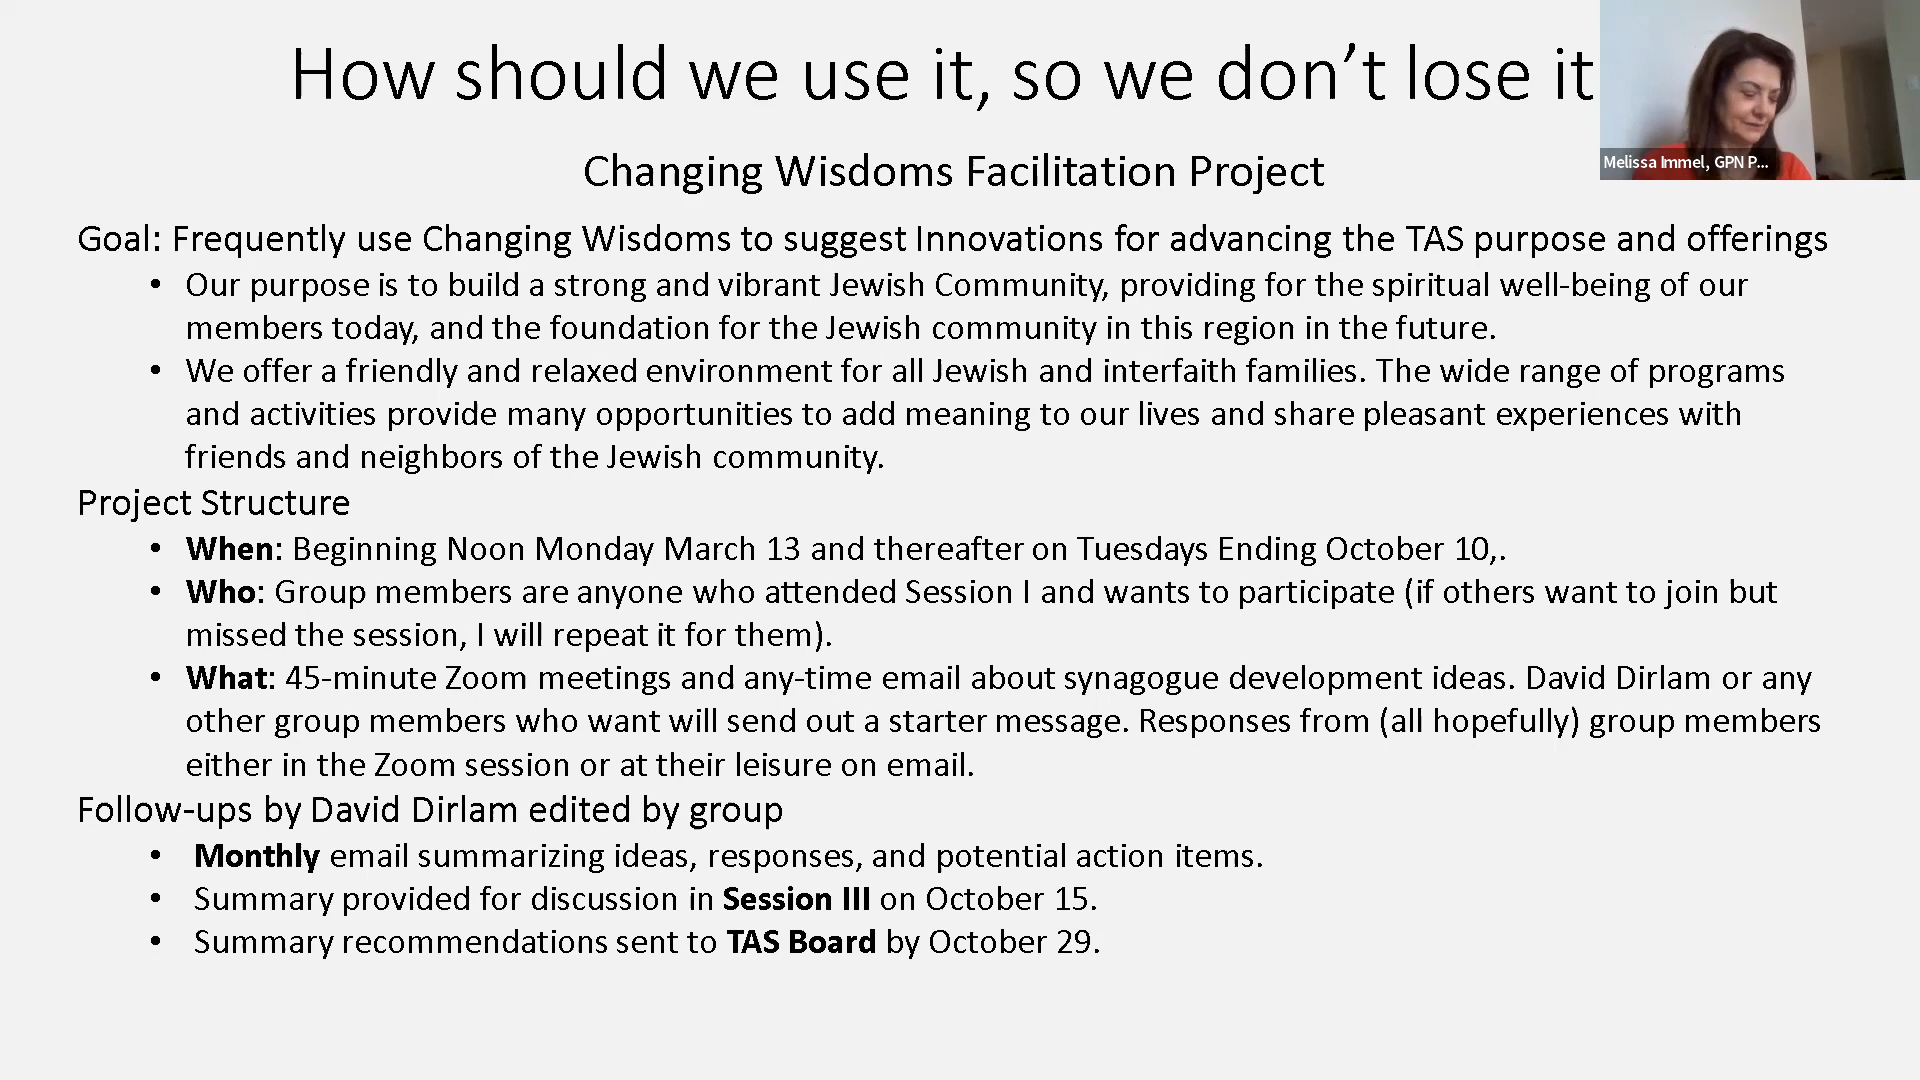 How should we use it, so we don’t lose it
Melissa Immel, GPN P...
Changing Wisdoms Facilitation Project
Goal: Frequently use Changing Wisdoms to suggest Innovations for advancing the TAS purpose and offerings
• Our purpose is to build a strong and vibrant Jewish Community, providing for the spiritual well-being of our
members today, and the foundation for the Jewish community in this region in the future.
• We offer a friendly and relaxed environment for all Jewish and interfaith families. The wide range of programs
and activities provide many opportunities to add meaning to our lives and share pleasant experiences with
friends and neighbors of the Jewish community.
Project Structure
• When: Beginning Noon Monday March 13 and thereafter on Tuesdays Ending October 10,.
• Who: Group members are anyone who attended Session I and wants to participate (if others want to join but
missed the session, I will repeat it for them).
• What: 45-minute Zoom meetings and any-time email about synagogue development ideas. David Dirlam or any
other group members who want will send out a starter message. Responses from (all hopefully) group members
either in the Zoom session or at their leisure on email.
Follow-ups by David Dirlam edited by group
• Monthly email summarizing ideas, responses, and potential action items.
• Summary provided for discussion in Session III on October 15.
• Summary recommendations sent to TAS Board by October 29.